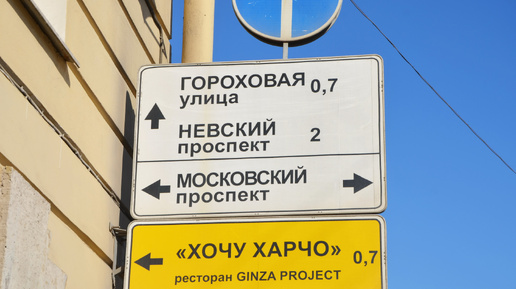 ГОРОХОВАЯ 0,7
улица
НЕВСКИЙ
проспект 2
МОСКОВСКИЙ
проспект
«ХОЧУ ХАРЧО» 0,7
ресторан GINZA PROJECT